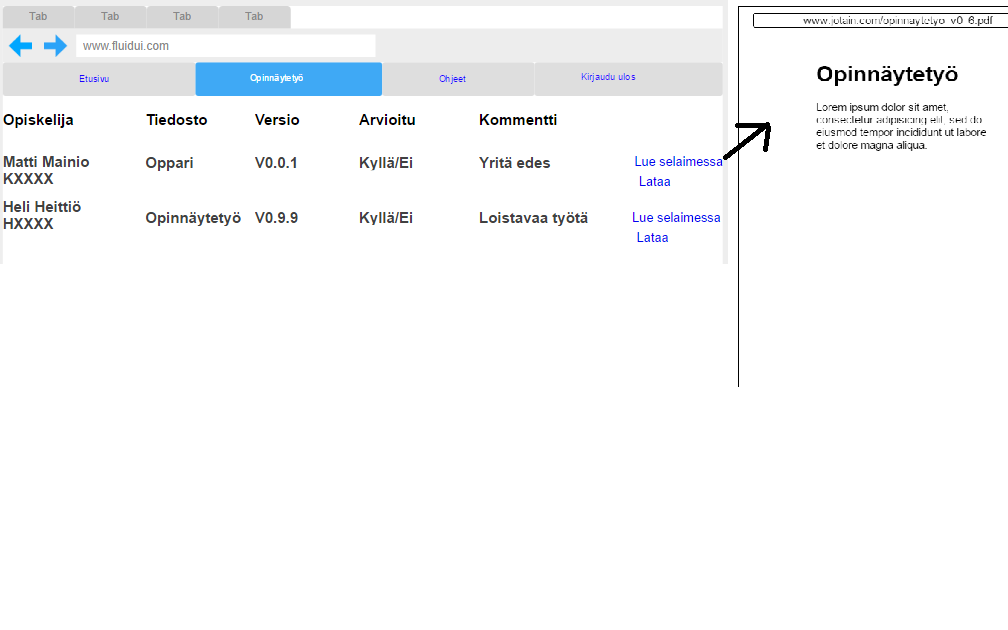 Tab Tab Tab Tab
www.fluidui.com
Etusivu Opinnäytetyö Ohjeet Kirjaudu ulos
Opiskelija Tiedosto Versio Arvioitu Kommentti
Matti Mainio
KXXXX
Oppari V0.0.1 Kyllä/Ei Yritä edes
Lue selaimessa
Lataa
Heli Heittiö
HXXXX
Opinnäytetyö V0.9.9 Kyllä/Ei Loistavaa työtä
Lue selaimessa
Lataa
www.jotain.com/opinnaytetyo_v0_6.pdf
Opinnäytetyö
Lorem ipsum dolor sit amet,
consectetur adipisicing elit, sed do
eiusmod tempor incididunt ut labore
et dolore magna aliqua.